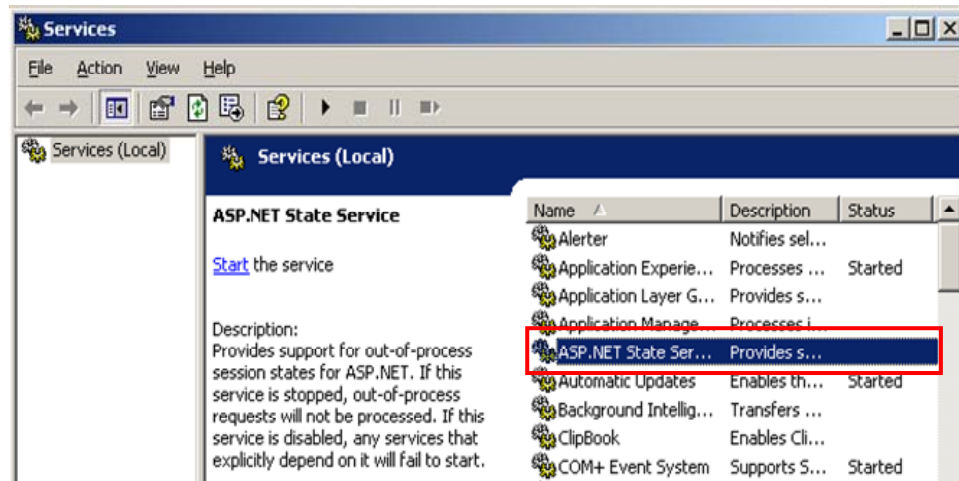 Services
File Action View Help
Services (Local)
Services (Local)
ASP.NET State Service
Start the service
Description:
Provides support for out-of-process
session states for ASP.NET. If this
service is stopped, out-of-process
requests will not be processed. If this
service is disabled, any services that
explicitly depend on it will fail to start.
Name Description Status
Alerter Notifies sel...
Application Experie... Processes ... Started
Application Layer G... Provides s...
Application Manage... Processes i...
ASP.NET State Ser... Provides s...
Automatic Updates Enables th... Started
Background Intellig... Transfers ...
ClipBook Enables Cli...
COM+ Event System Supports S... Started